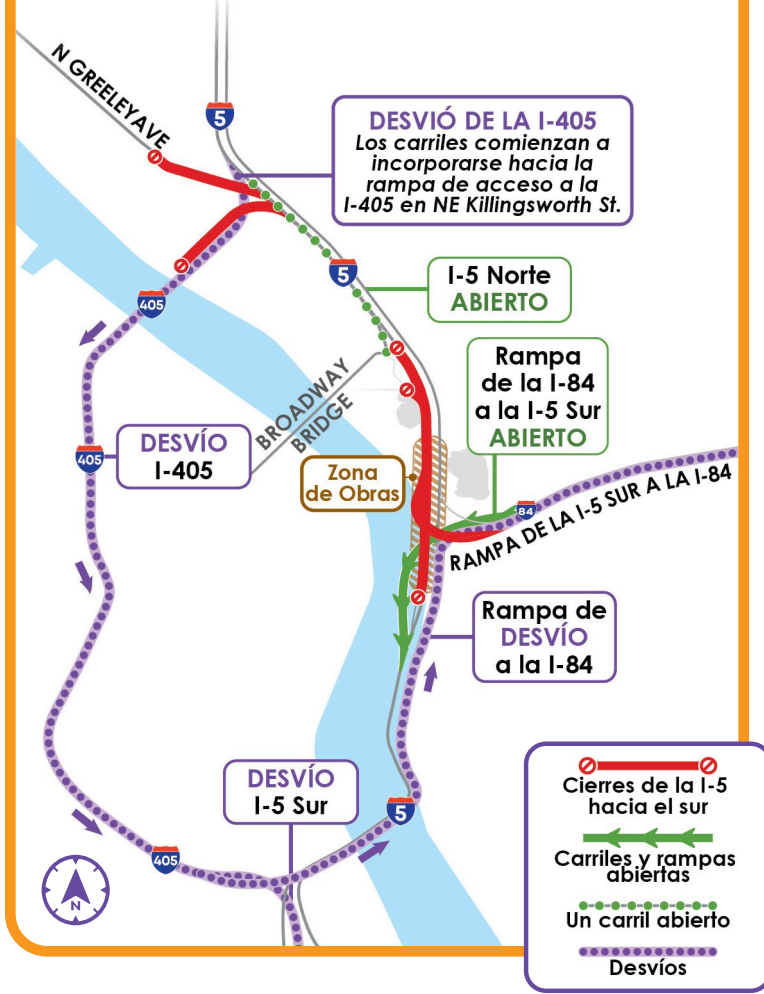 N GREELEY AVE
5
DESVIÓ DE LA I-405
Los carriles comienzan a
incorporarse hacia la
rampa de acceso a la
I-405 en NE Killingsworth St.
5
I-5 Norte
ABIERTO
405
Rampa
de la I-84
a la I-5 Sur
ABIERTO
BROADWAY
BRIDGE
DESVÍO
I-405
405
Zona
de Obras
84
RAMPA DE LA I-5 SUR A LA I-84
Rampa de
DESVÍO
a la I-84
DESVÍO
I-5 Sur
5
405
N
Cierres de la I-5
hacia el sur
Carriles y rampas
abiertas
Un carril abierto
Desvíos